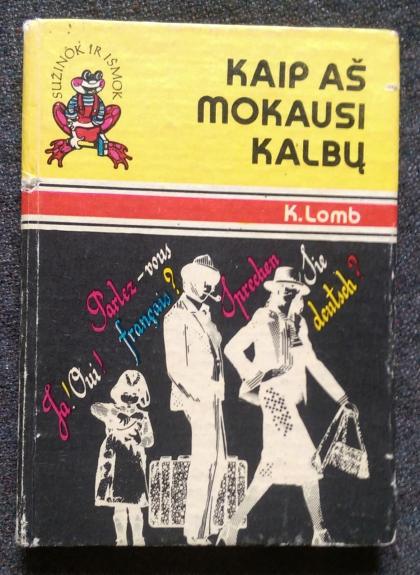 SUŽINOK IR IŠMOK
KAIP AŠ
MOKAUSI
KALBŲ
K. Lomb
Parlez-vous
français?
Sprechen
Sie
deutsch?
Ja! Oui!